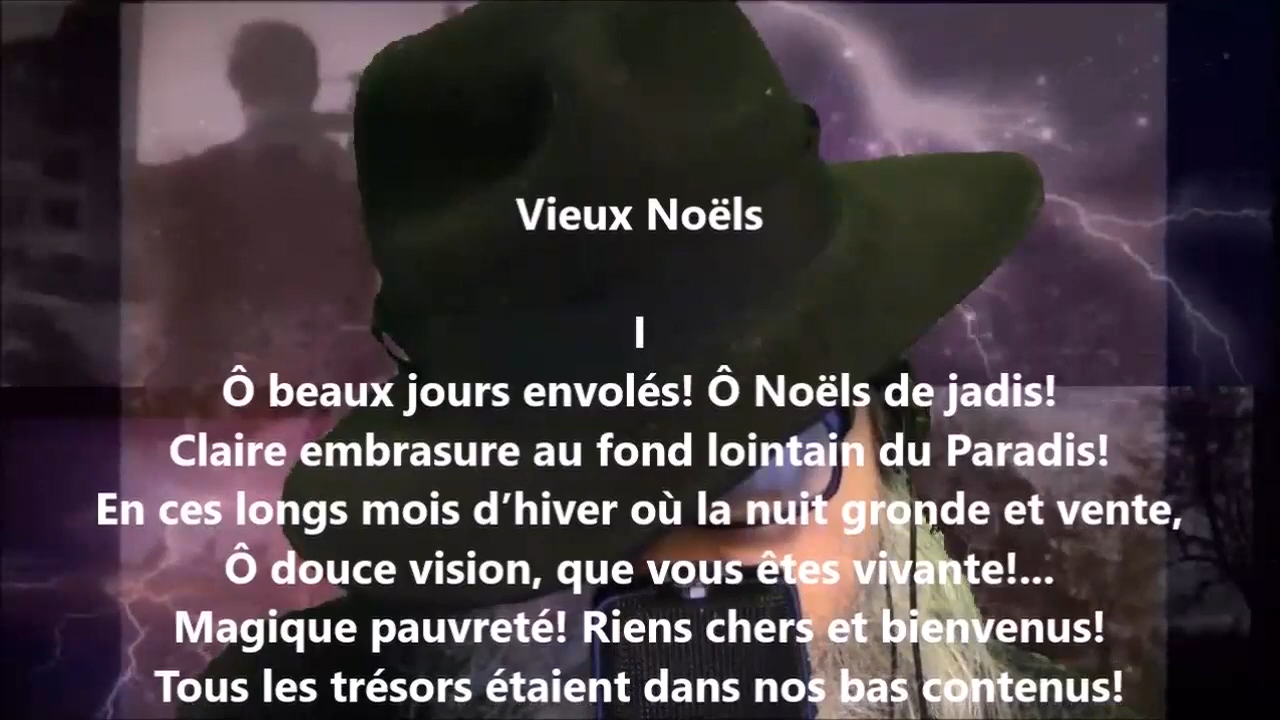 Vieux Noëls
I
Ô beaux jours envolés! Ô Noëls de jadis!
Claire embrasure au fond lointain du Paradis!
En ces longs mois d’hiver où la nuit gronde et vente,
Ô douce vision, que vous êtes vivante!...
Magique pauvreté! Riens chers et bienvenus!
Tous les trésors étaient dans nos bas contenus!